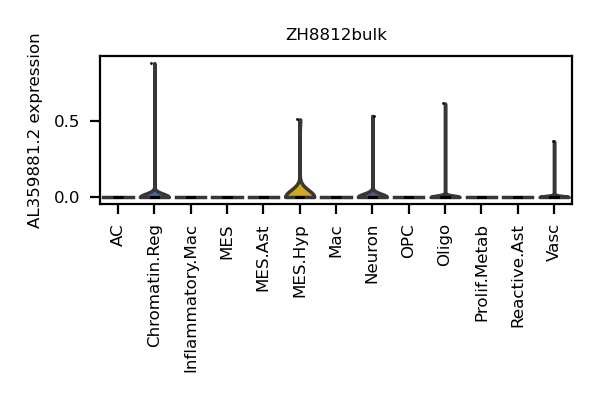 ZH8812bulk
AL359881.2 expression
0.5
0.0
AC
Chromatin.Reg
Inflammatory.Mac
MES
MES.Ast
MES.Hyp
Mac
Neuron
OPC
Oligo
Prolif.Metab
Reactive.Ast
Vasc